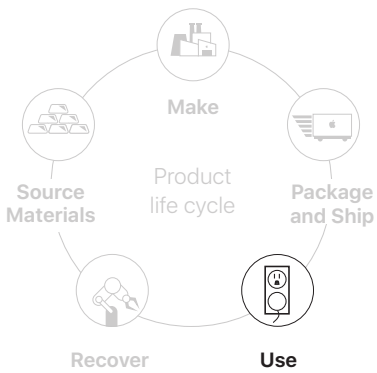 Make
Product
life cycle
Source
Materials
Package
and Ship
Recover
Use